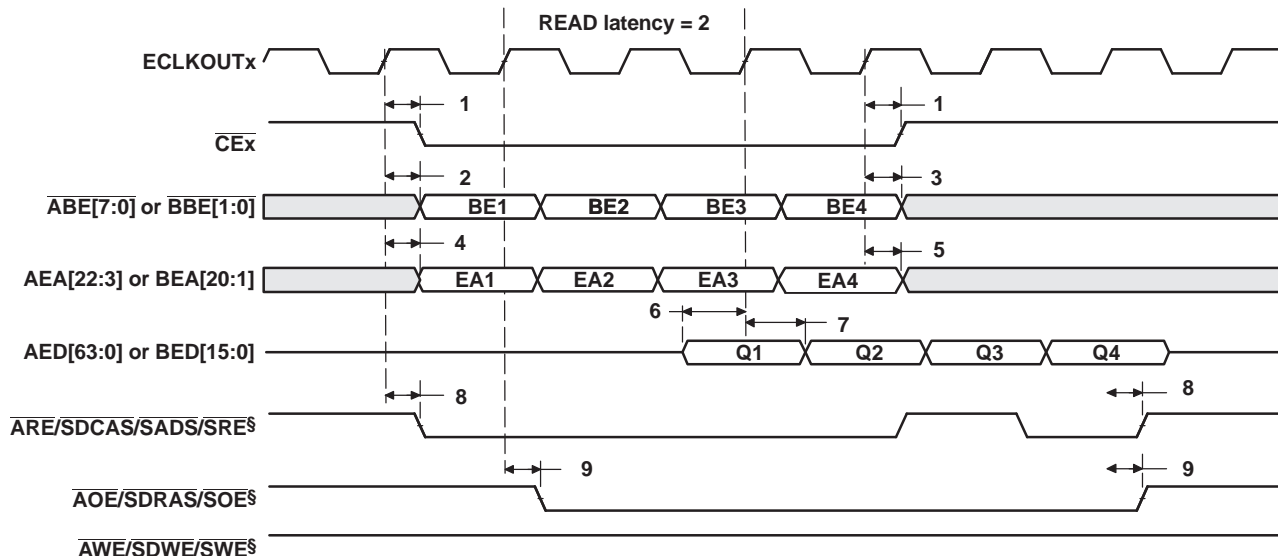 READ latency = 2
ECLKOUTx
1 1
CEx
2 3
ABE[7:0] or BBE[1:0] BE1 BE2 BE3 BE4
4 5
AEA[22:3] or BEA[20:1] EA1 EA2 EA3 EA4
6 7
AED[63:0] or BED[15:0] Q1 Q2 Q3 Q4
8 8
ARE/SDCAS/SADS/SRE§
9 9
AOE/SDRAS/SOE§
AWE/SDWE/SWE§